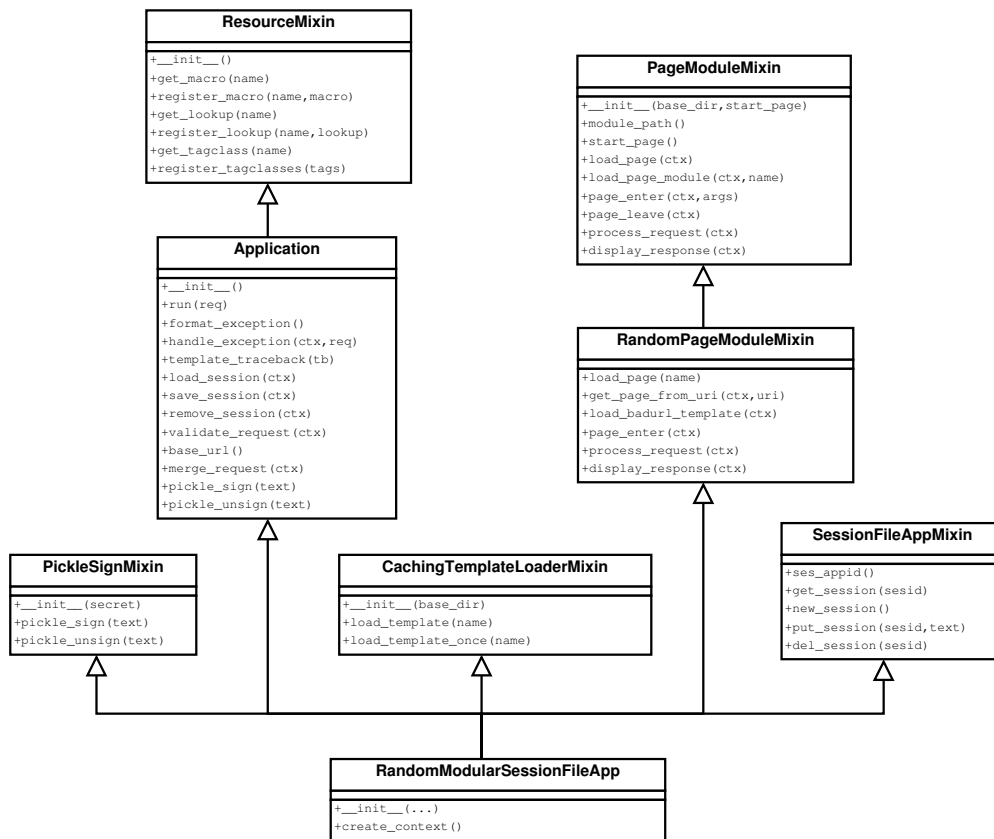 ResourceMixin
+__init__()
+get_macro(name)
+register_macro(name,macro)
+get_lookup(name)
+register_lookup(name,lookup)
+get_tagclass(name)
+register_tagclasses(tags)
PageModuleMixin
+__init__(base_dir,start_page)
+module_path()
+start_page()
+load_page(ctx)
+load_page_module(ctx,name)
+page_enter(ctx,args)
+page_leave(ctx)
+process_request(ctx)
+display_response(ctx)
Application
+__init__()
+run(req)
+format_exception()
+handle_exception(ctx,req)
+template_traceback(tb)
+load_session(ctx)
+save_session(ctx)
+remove_session(ctx)
+validate_request(ctx)
+base_url()
+merge_request(ctx)
+pickle_sign(text)
+pickle_unsign(text)
RandomPageModuleMixin
+load_page(name)
+get_page_from_uri(ctx,uri)
+load_badurl_template(ctx)
+page_enter(ctx)
+process_request(ctx)
+display_response(ctx)
PickleSignMixin
+__init__(secret)
+pickle_sign(text)
+pickle_unsign(text)
CachingTemplateLoaderMixin
+__init__(base_dir)
+load_template(name)
+load_template_once(name)
SessionFileAppMixin
+ses_appid()
+get_session(sesid)
+new_session()
+put_session(sesid,text)
+del_session(sesid)
RandomModularSessionFileApp
+__init__(...)
+create_context()